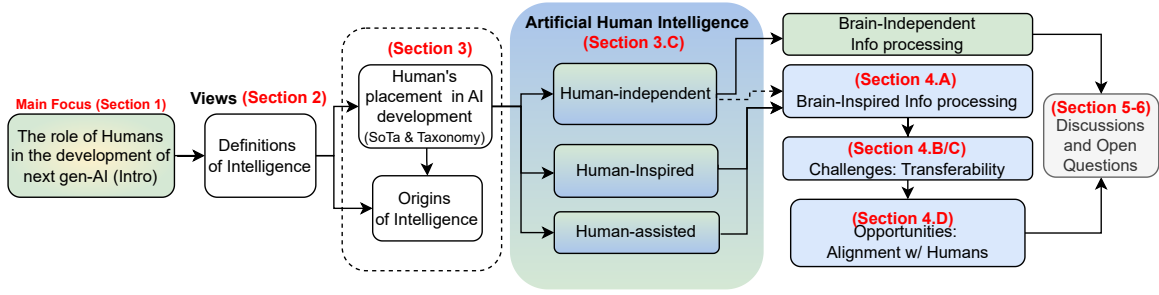 Main Focus (Section 1)
The role of Humans
in the development of
next gen-AI (Intro)
Views (Section 2)
Definitions
of Intelligence
(Section 3)
Human's
placement in AI
development
(SoTa & Taxonomy)
Origins
of Intelligence
Artificial Human Intelligence
(Section 3.C)
Human-independent
Human-Inspired
Human-assisted
Brain-Independent
Info processing
(Section 4.A)
Brain-Inspired Info processing
(Section 4.B/C)
Challenges: Transferability
(Section 4.D)
Opportunities:
Alignment w/ Humans
(Section 5-6)
Discussions
and Open
Questions